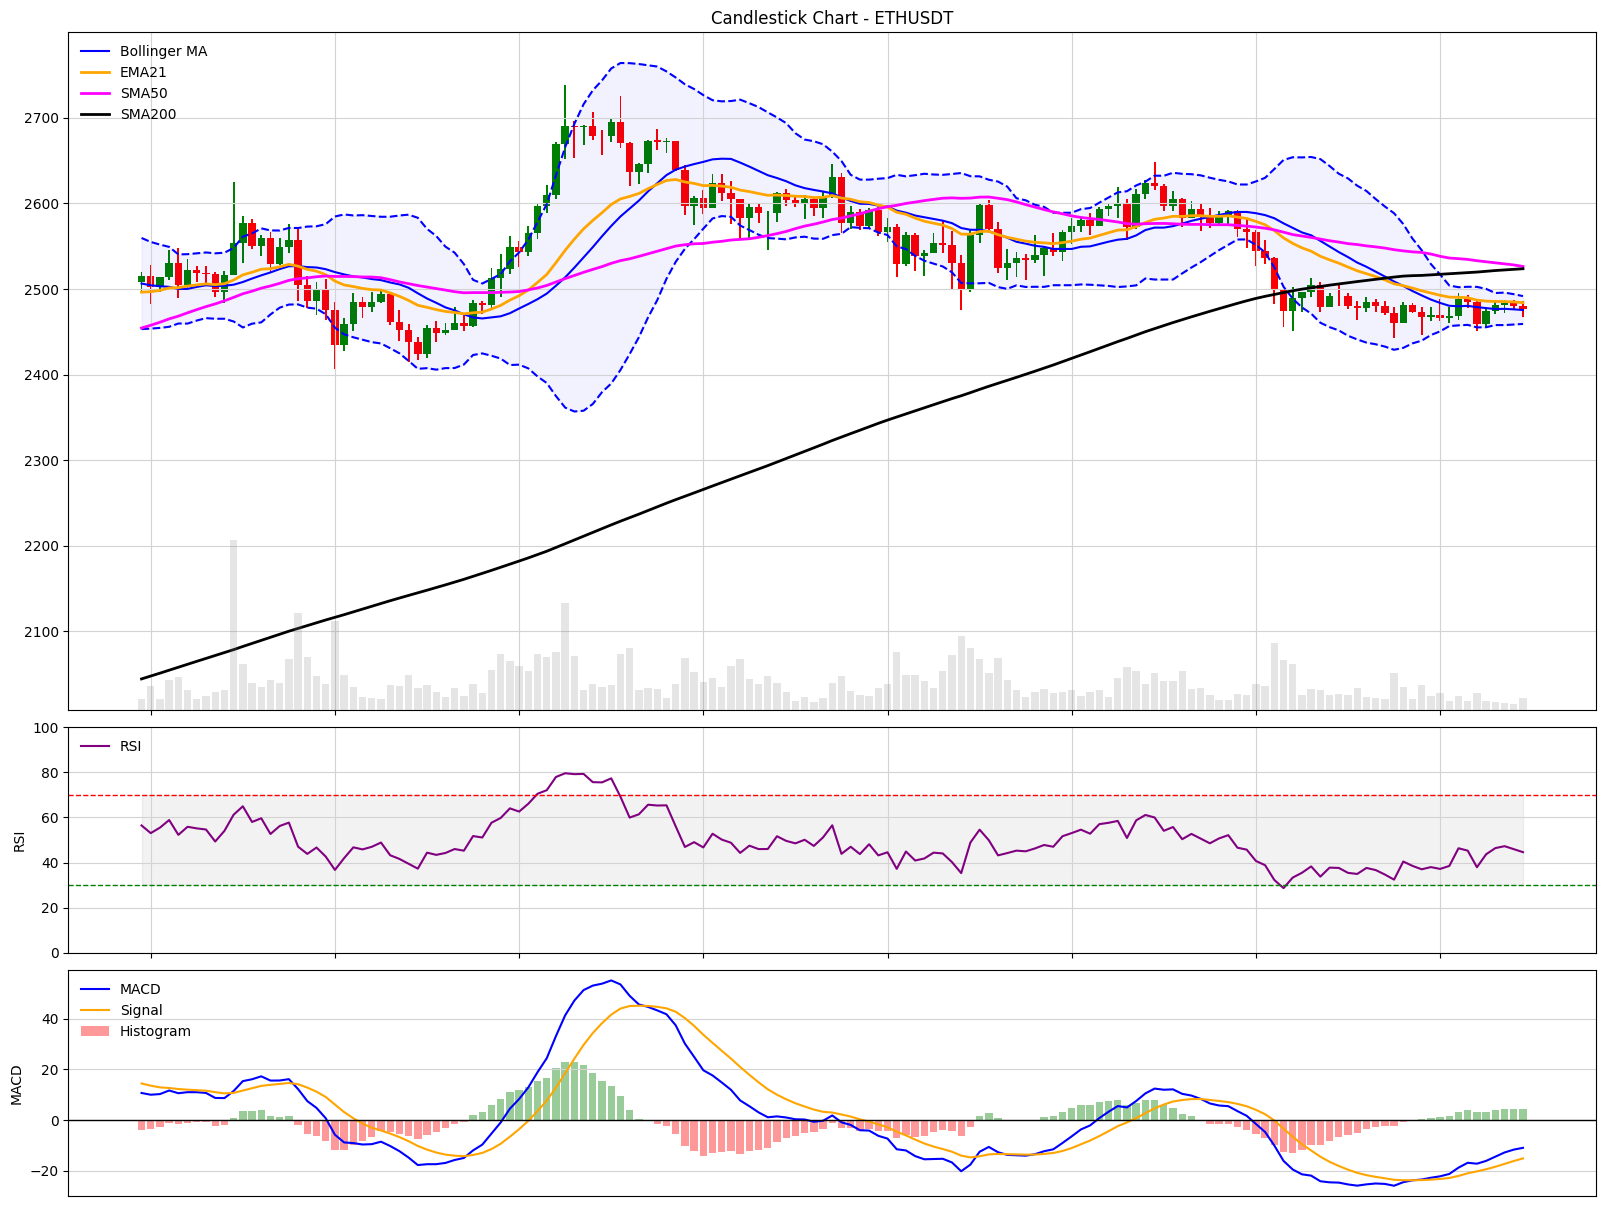 Candlestick Chart - ETHUSDT
Bollinger MA
EMA21
SMA50
SMA200
2700
2600
2500
2400
2300
2200
2100
RSI
100
80
60
40
20
0
RSI
MACD
Signal
Histogram
40
20
0
−20
MACD